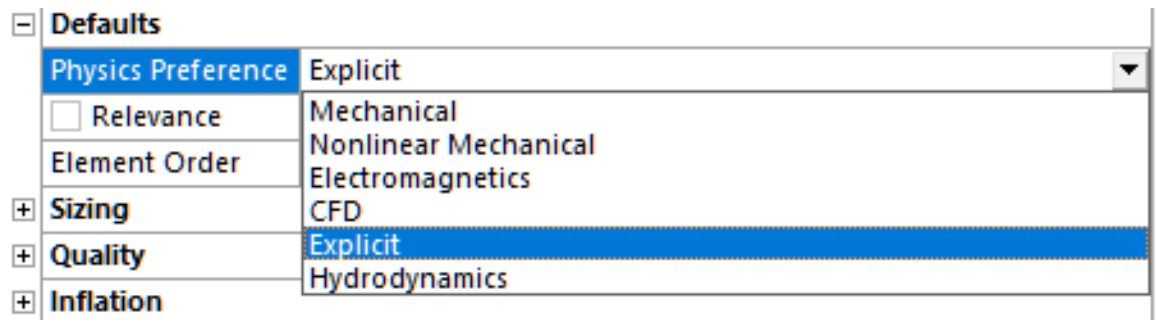 Defaults
Physics Preference Explicit
Relevance Mechanical
Nonlinear Mechanical
Element Order Electromagnetics
Sizing CFD
Quality Explicit
Hydrodynamics
Inflation